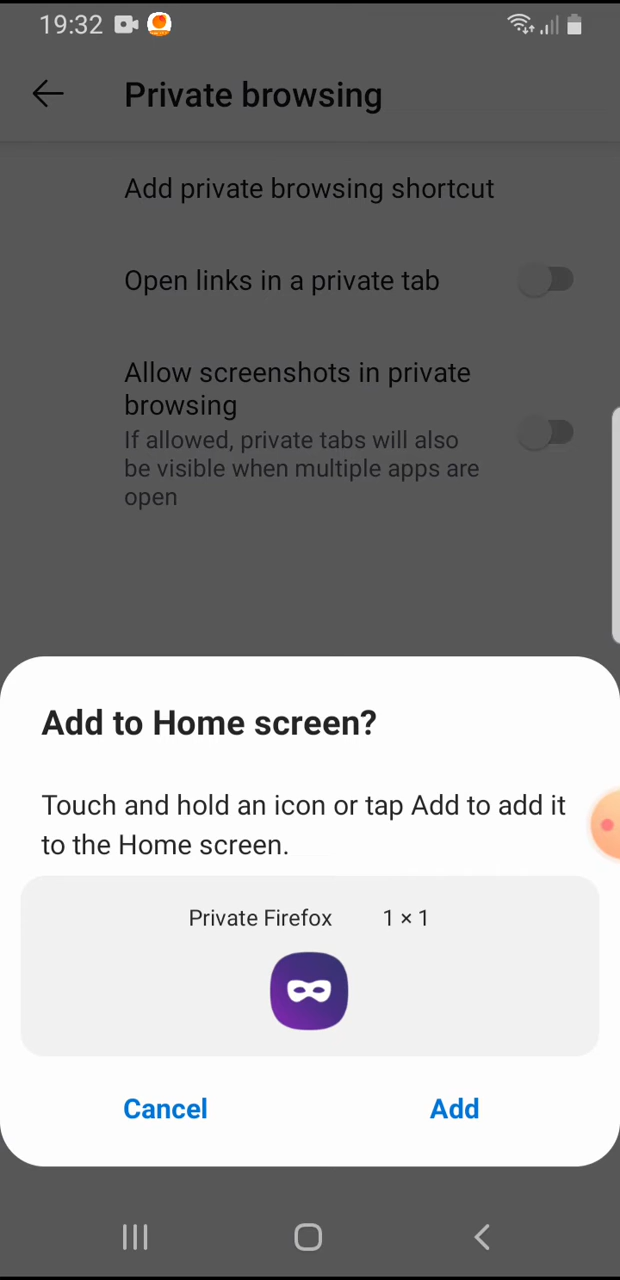 19:32
Private browsing
Add private browsing shortcut
Open links in a private tab
Allow screenshots in private
browsing
If allowed, private tabs will also
be visible when multiple apps are
open
Add to Home screen?
Touch and hold an icon or tap Add to add it
to the Home screen.
Private Firefox 1 × 1
Cancel Add